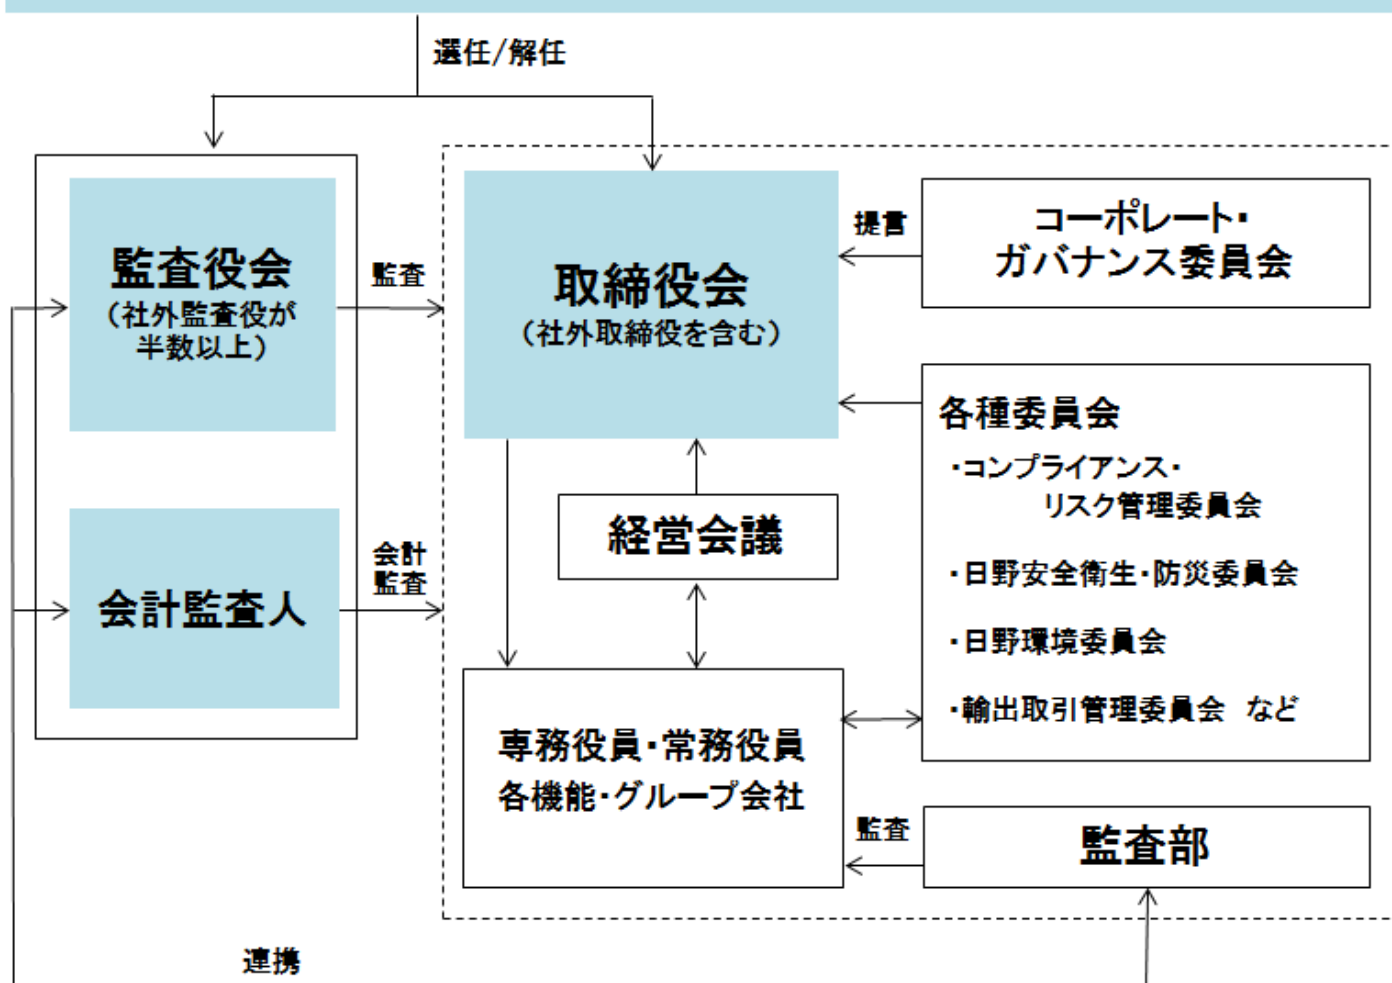 選任/解任
監査役会
（社外監査役が
半数以上）
監査
取締役会
（社外取締役を含む）
提言
コーポレート・
ガバナンス委員会
各種委員会
・コンプライアンス・
リスク管理委員会
・日野安全衛生・防災委員会
・日野環境委員会
・輸出取引管理委員会　など
経営会議
会計監査人
会計
監査
専務役員・常務役員
各機能・グループ会社
監査
監査部
連携